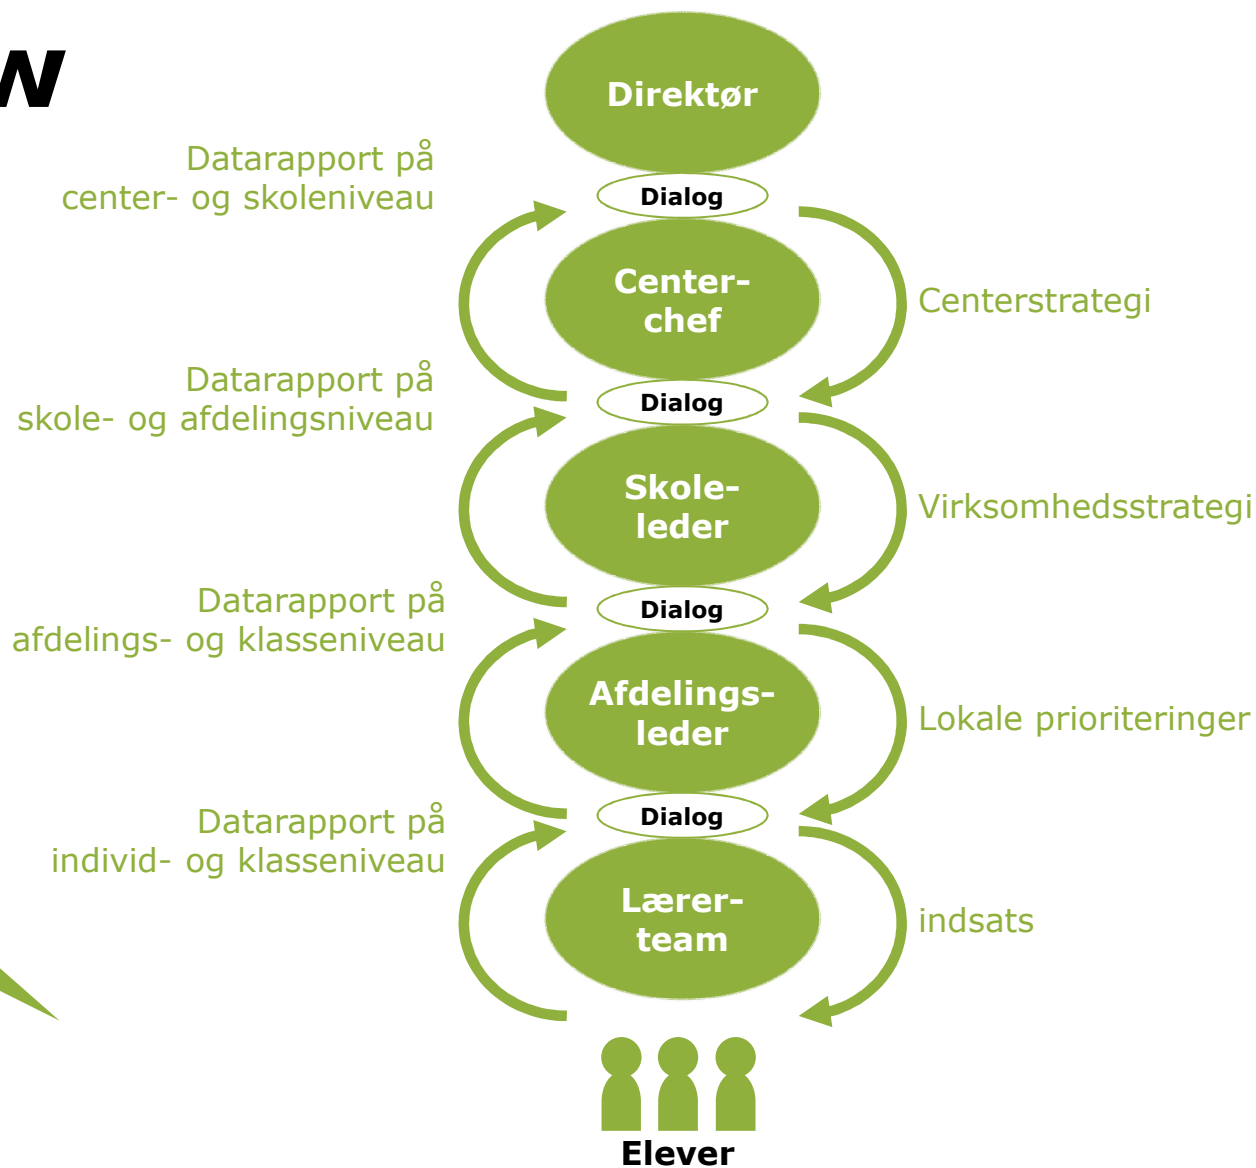 w
Direktør
Datarapport på
center- og skoleniveau
Dialog
Center-
chef
Centerstrategi
Datarapport på
skole- og afdelingsniveau
Dialog
Skole-
leder
Virksomhedsstrategi
Datarapport på
afdelings- og klasseniveau
Dialog
Afdelings-
leder
Lokale prioriteringer
Datarapport på
individ- og klasseniveau
Dialog
Lærer-
team
indsats
Elever